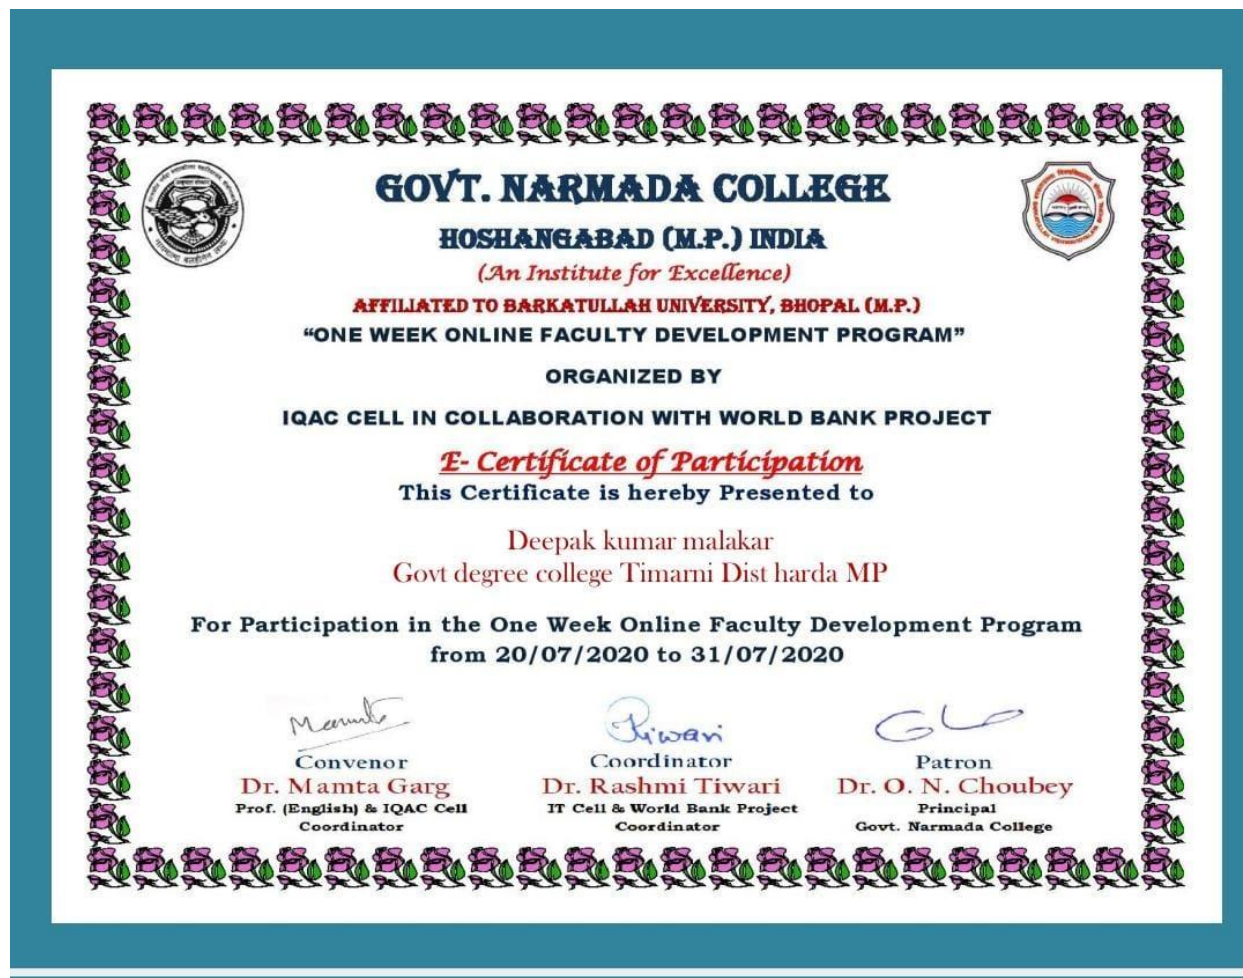 GOVT. NARMADA COLLEGE
HOSHANGABAD (M.P.) INDIA
(An Institute for Excellence)
AFFILIATED TO BARKATULLAH UNIVERSITY, BHOPAL (M.P.)
“ONE WEEK ONLINE FACULTY DEVELOPMENT PROGRAM”
ORGANIZED BY
IQAC CELL IN COLLABORATION WITH WORLD BANK PROJECT
E- Certificate of Participation
This Certificate is hereby Presented to
Deepak kumar malakar
Govt degree college Timarni Dist harda MP
For Participation in the One Week Online Faculty Development Program
from 20/07/2020 to 31/07/2020
Convenor Coordinator Patron
Dr. Mamta Garg Dr. Rashmi Tiwari Dr. O. N. Choubey
Prof. (English) & IQAC Cell IT Cell & World Bank Project Principal
Coordinator Coordinator Govt. Narmada College